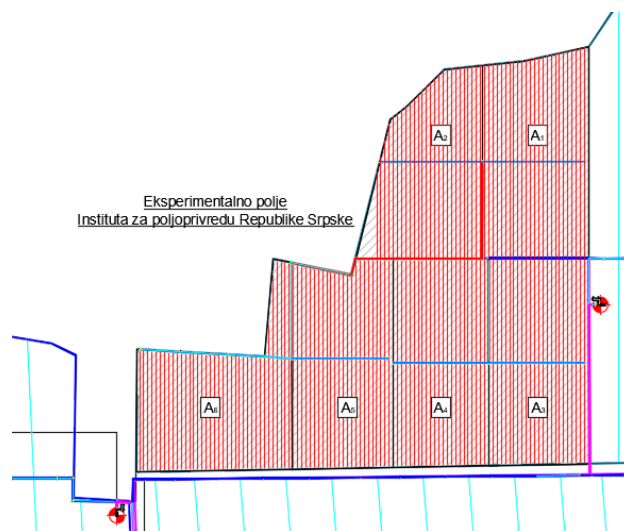 A₂
A₁
Eksperimentalno polje
Instituta za poljoprivredu Republike Srpske
A₆
A₅
A₄
A₃